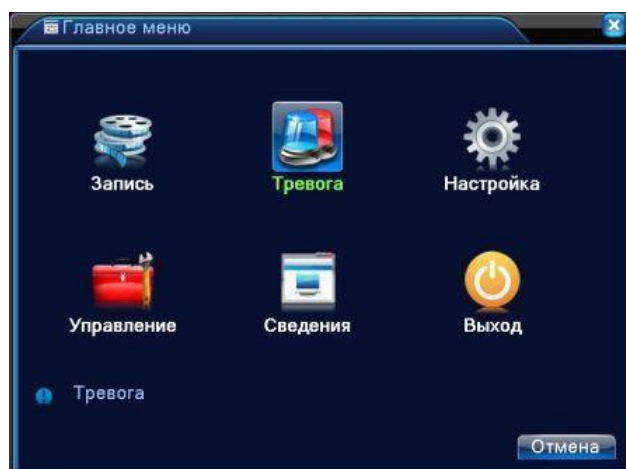 Главное меню
Запись Тревога Настройка
Управление Сведения Выход
Тревога
Отмена